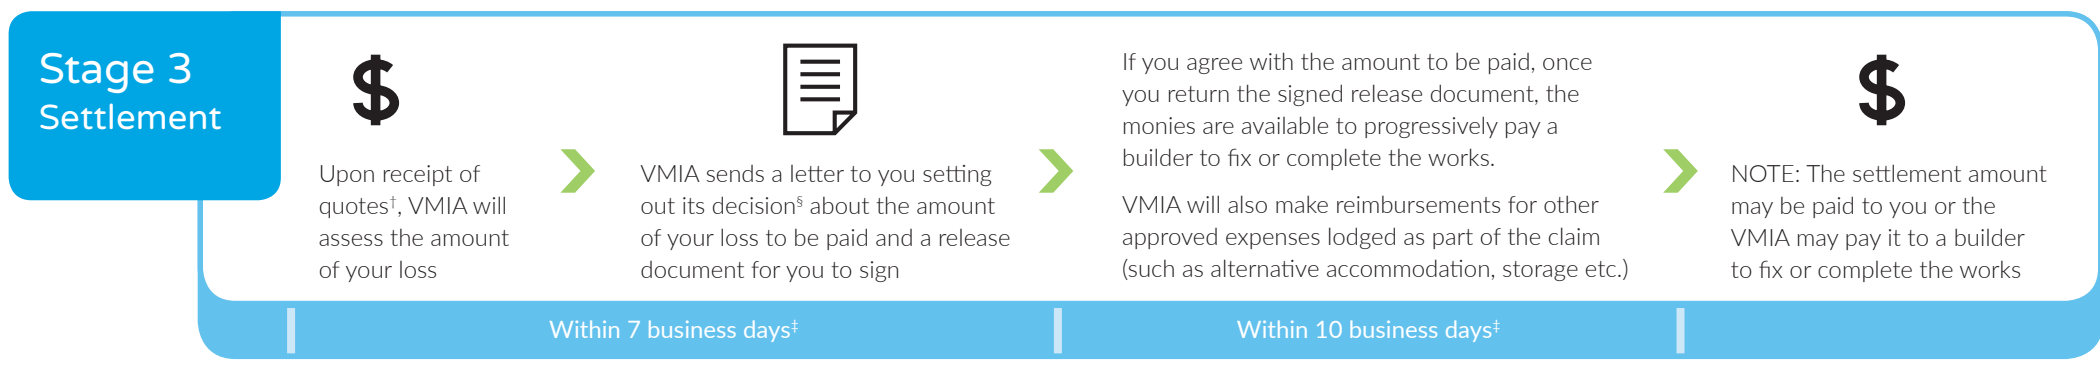 Stage 3
Settlement
Upon receipt of
quotes†, VMIA will
assess the amount
of your loss
VMIA sends a letter to you setting
out its decision§ about the amount
of your loss to be paid and a release
document for you to sign
If you agree with the amount to be paid, once
you return the signed release document, the
monies are available to progressively pay a
builder to fix or complete the works.
VMIA will also make reimbursements for other
approved expenses lodged as part of the claim
(such as alternative accommodation, storage etc.)
NOTE: The settlement amount
may be paid to you or the
VMIA may pay it to a builder
to fix or complete the works
Within 7 business days‡
Within 10 business days‡